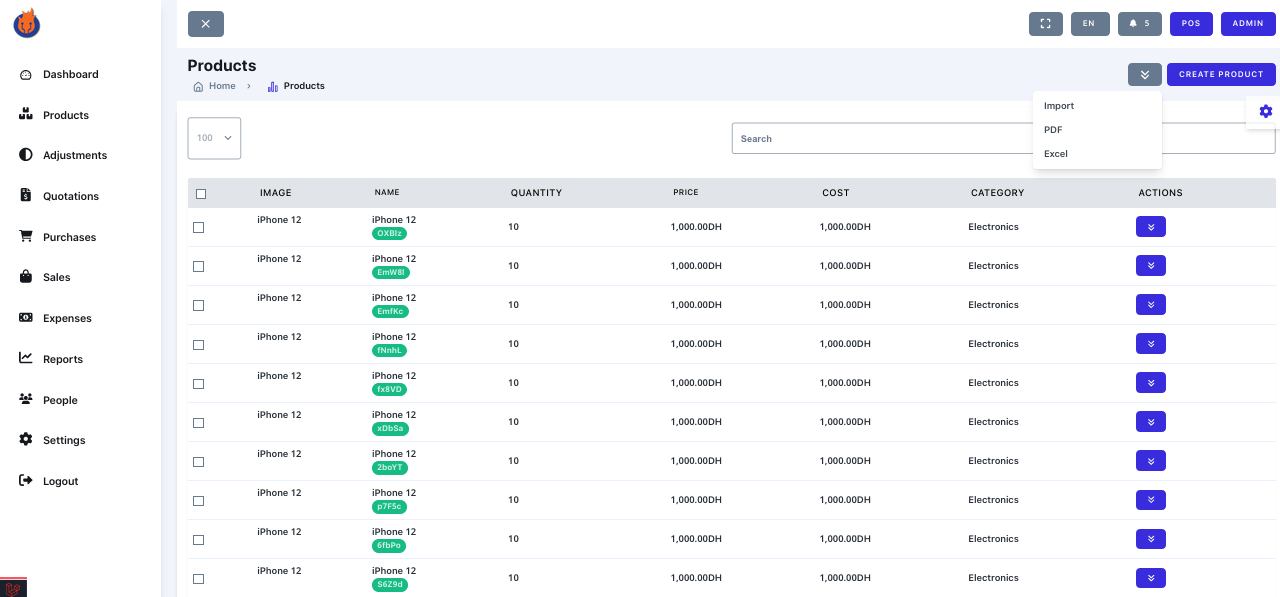 EN
5
POS
ADMIN
Dashboard
Products
Adjustments
Quotations
Purchases
Sales
Expenses
Reports
People
Settings
Logout
Products
Home > Products
CREATE PRODUCT
Import
PDF
Excel
100
Search
IMAGE NAME QUANTITY PRICE COST CATEGORY ACTIONS
iPhone 12 iPhone 12 10 1,000.00DH 1,000.00DH Electronics
OXBIz
iPhone 12 iPhone 12 10 1,000.00DH 1,000.00DH Electronics
EmW8I
iPhone 12 iPhone 12 10 1,000.00DH 1,000.00DH Electronics
EmfKc
iPhone 12 iPhone 12 10 1,000.00DH 1,000.00DH Electronics
fNnhL
iPhone 12 iPhone 12 10 1,000.00DH 1,000.00DH Electronics
fx8VD
iPhone 12 iPhone 12 10 1,000.00DH 1,000.00DH Electronics
xDbSa
iPhone 12 iPhone 12 10 1,000.00DH 1,000.00DH Electronics
2boYT
iPhone 12 iPhone 12 10 1,000.00DH 1,000.00DH Electronics
p7F5c
iPhone 12 iPhone 12 10 1,000.00DH 1,000.00DH Electronics
6fbPo
iPhone 12 iPhone 12 10 1,000.00DH 1,000.00DH Electronics
S6Z9d